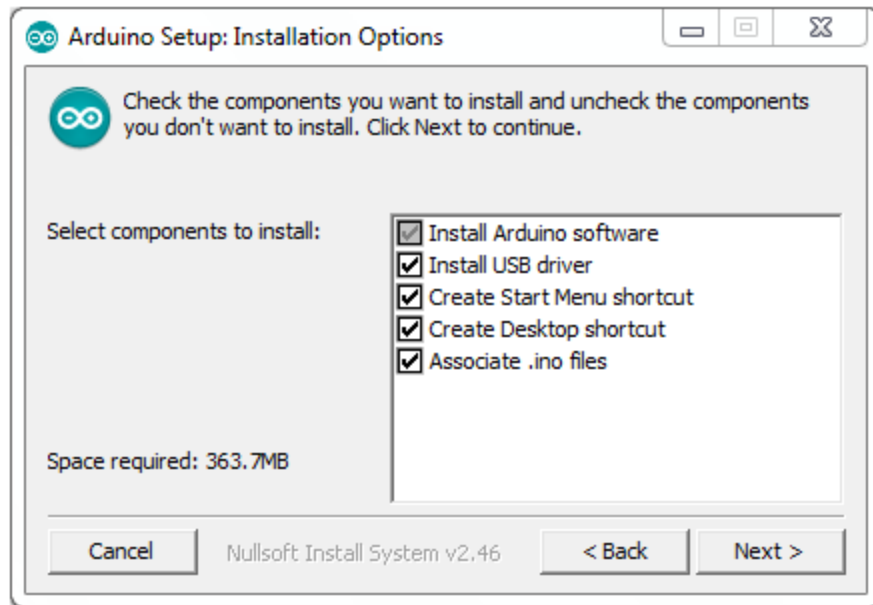 Arduino Setup: Installation Options
Check the components you want to install and uncheck the components
you don't want to install. Click Next to continue.
Select components to install:
Install Arduino software
Install USB driver
Create Start Menu shortcut
Create Desktop shortcut
Associate .ino files
Space required: 363.7MB
Cancel
Nullsoft Install System v2.46
< Back
Next >